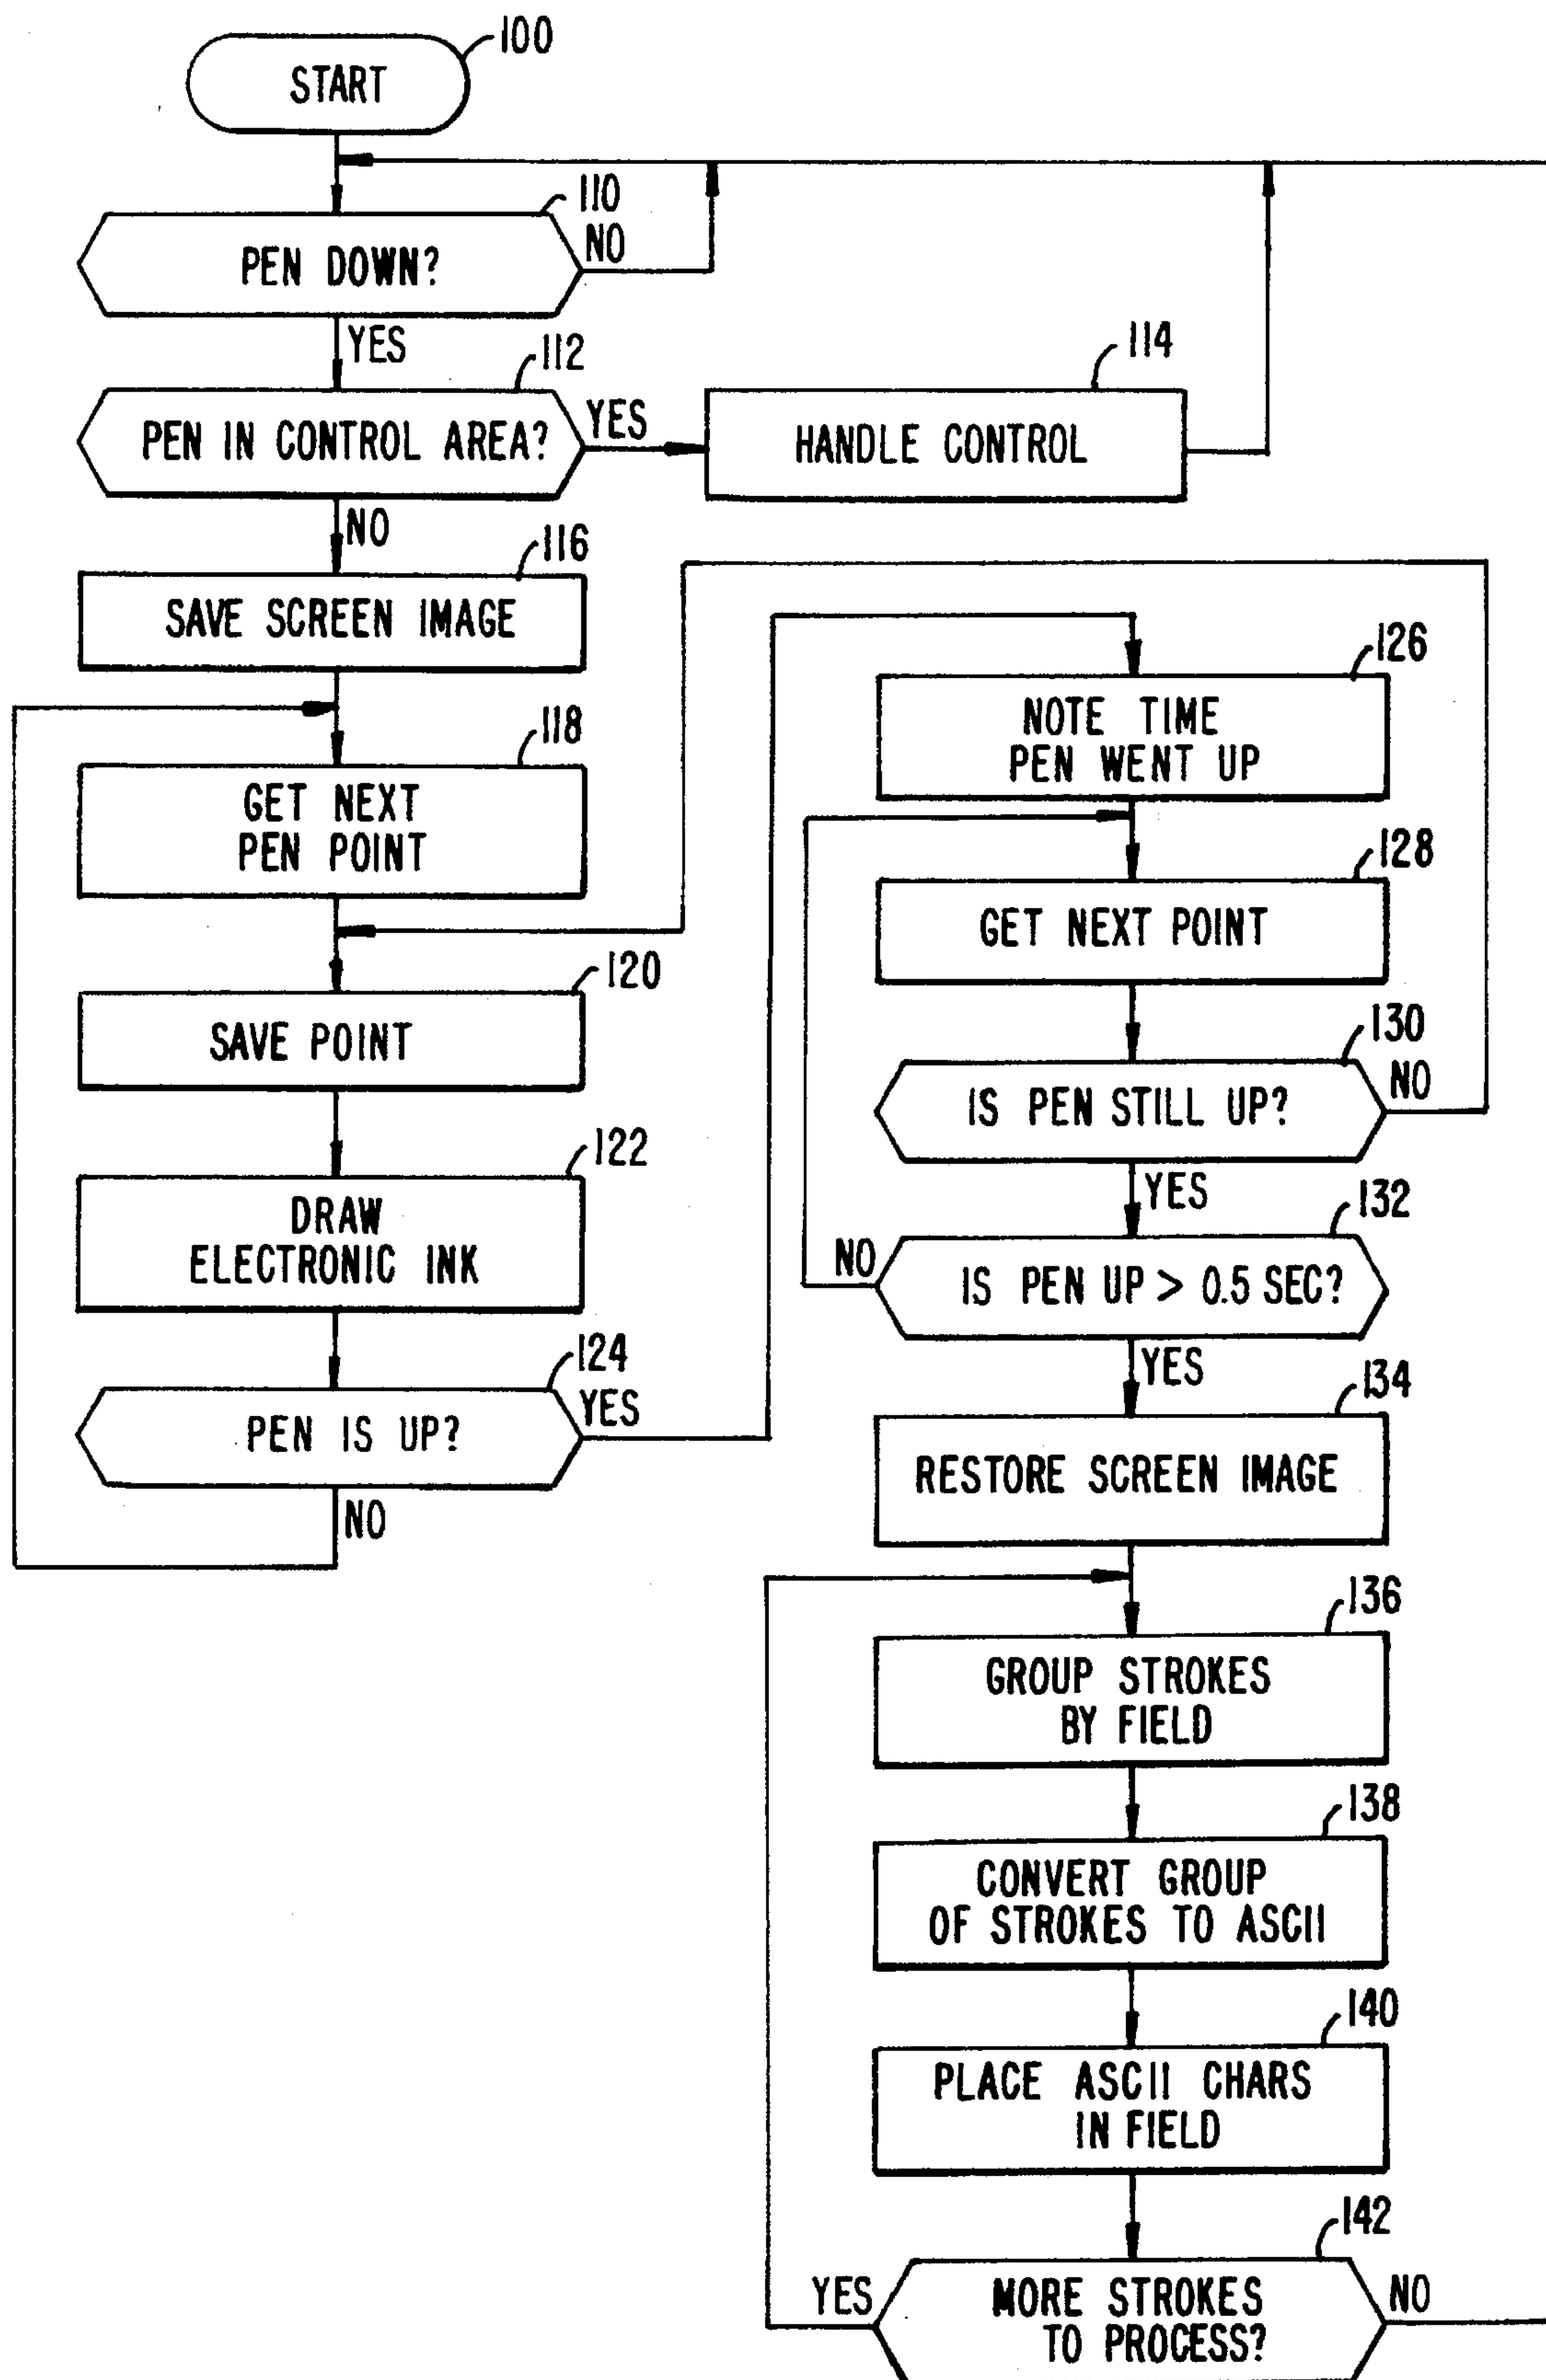 100
START
110
PEN DOWN?
NO
YES
112
PEN IN CONTROL AREA?
YES
114
HANDLE CONTROL
NO
116
SAVE SCREEN IMAGE
118
GET NEXT
PEN POINT
120
SAVE POINT
122
DRAW
ELECTRONIC INK
124
PEN IS UP?
YES
NO
126
NOTE TIME
PEN WENT UP
128
GET NEXT POINT
130
IS PEN STILL UP?
NO
YES
132
NO
IS PEN UP > 0.5 SEC?
YES
134
RESTORE SCREEN IMAGE
136
GROUP STROKES
BY FIELD
138
CONVERT GROUP
OF STROKES TO ASCII
140
PLACE ASCII CHARS
IN FIELD
142
YES
MORE STROKES
TO PROCESS?
NO